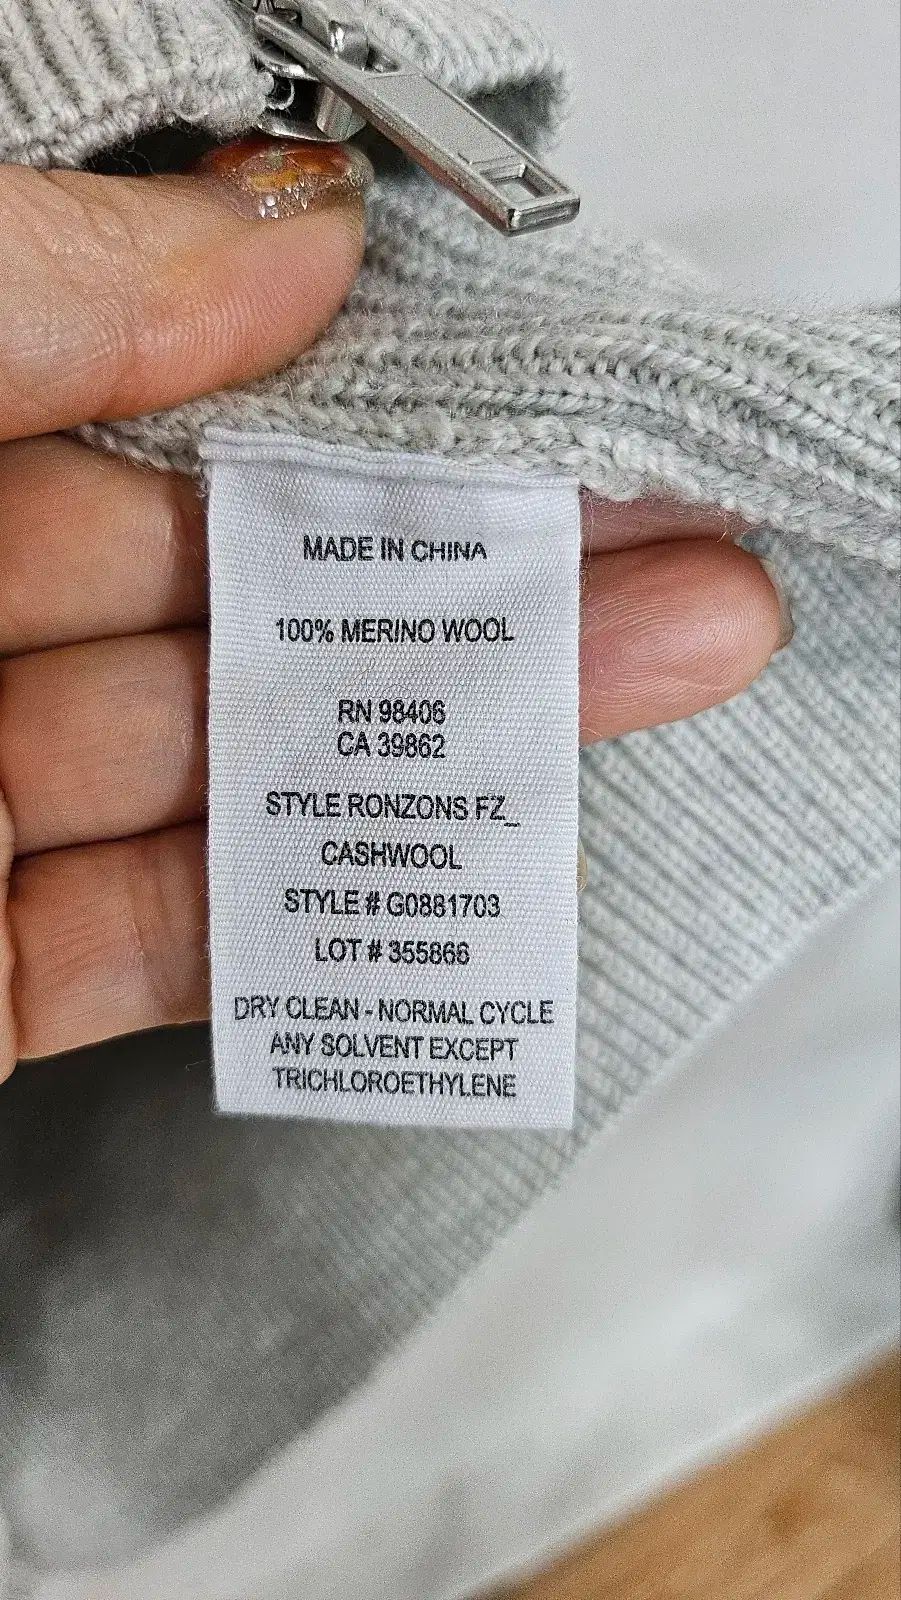 MADE IN CHINA
100% MERINO WOOL
RN 98406
CA 39862
STYLE RONZONS FZ_
CASHWOOL
STYLE # G0881703
LOT # 355866
DRY CLEAN - NORMAL CYCLE
ANY SOLVENT EXCEPT
TRICHLOROETHYLENE